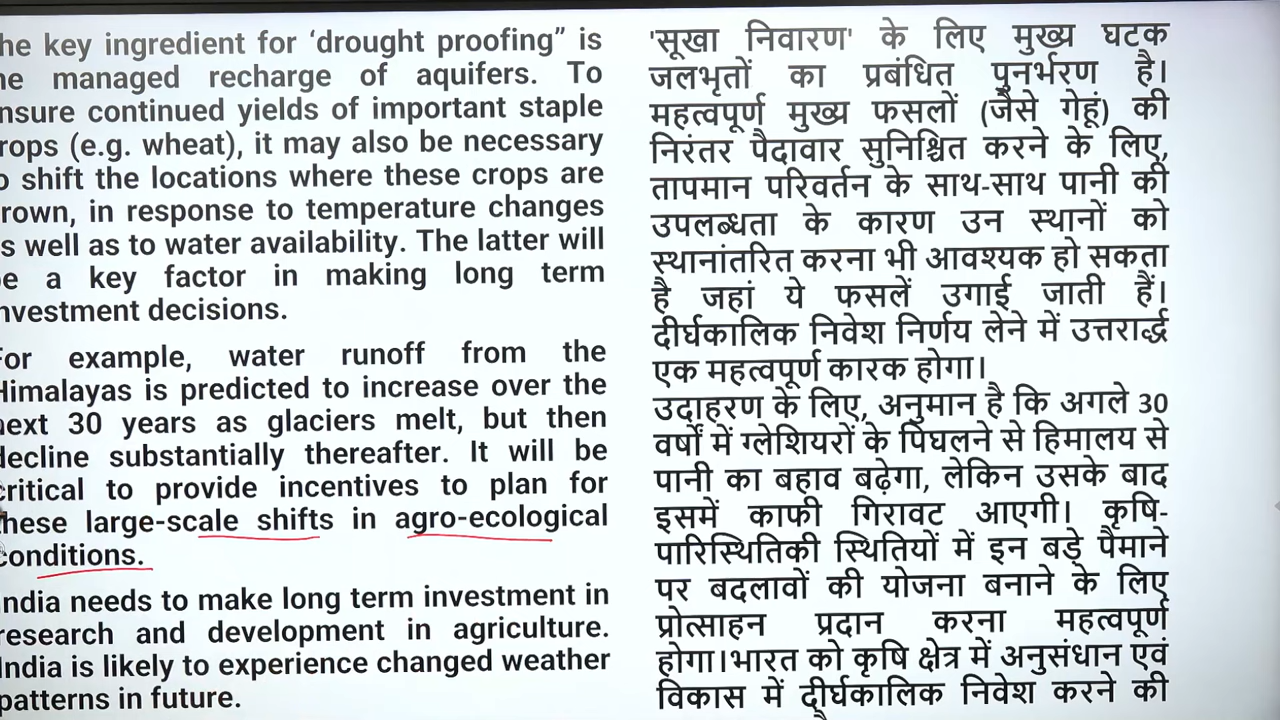 he key ingredient for ‘drought proofing” is
he managed recharge of aquifers. To
nsure continued yields of important staple
rops (e.g. wheat), it may also be necessary
o shift the locations where these crops are
rown, in response to temperature changes
s well as to water availability. The latter will
be a key factor in making long term
nvestment decisions.
For example, water runoff from the
Himalayas is predicted to increase over the
next 30 years as glaciers melt, but then
decline substantially thereafter. It will be
critical to provide incentives to plan for
these large-scale shifts in agro-ecological
conditions.
India needs to make long term investment in
research and development in agriculture.
India is likely to experience changed weather
patterns in future.
'सूखा निवारण' के लिए मुख्य घटक
जलभृतों का प्रबंधित पुनर्भरण है।
महत्वपूर्ण मुख्य फसलों (जैसे गेहूं) की
निरंतर पैदावार सुनिश्चित करने के लिए,
तापमान परिवर्तन के साथ-साथ पानी की
उपलब्धता के कारण उन स्थानों को
स्थानांतरित करना भी आवश्यक हो सकता
है जहां ये फसलें उगाई जाती हैं।
दीर्घकालिक निवेश निर्णय लेने में उत्तरार्द्ध
एक महत्वपूर्ण कारक होगा।
उदाहरण के लिए, अनुमान है कि अगले 30
वर्षों में ग्लेशियरों के पिघलने से हिमालय से
पानी का बहाव बढ़ेगा, लेकिन उसके बाद
इसमें काफी गिरावट आएगी। कृषि-
पारिस्थितिकी स्थितियों में इन बड़े पैमाने
पर बदलावों की योजना बनाने के लिए
प्रोत्साहन प्रदान करना महत्वपूर्ण
होगा।भारत को कृषि क्षेत्र में अनुसंधान एवं
विकास में दीर्घकालिक निवेश करने की